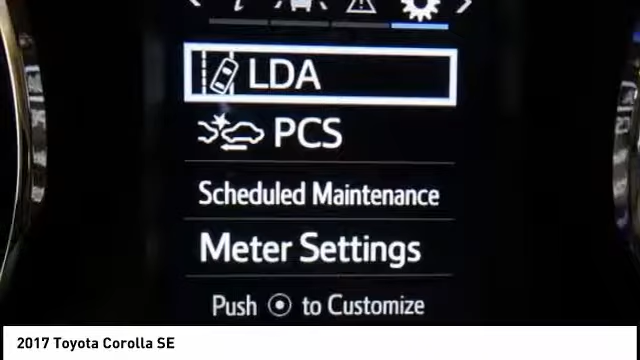 LDA
PCS
Scheduled Maintenance
Meter Settings
Push to Customize
2017 Toyota Corolla SE